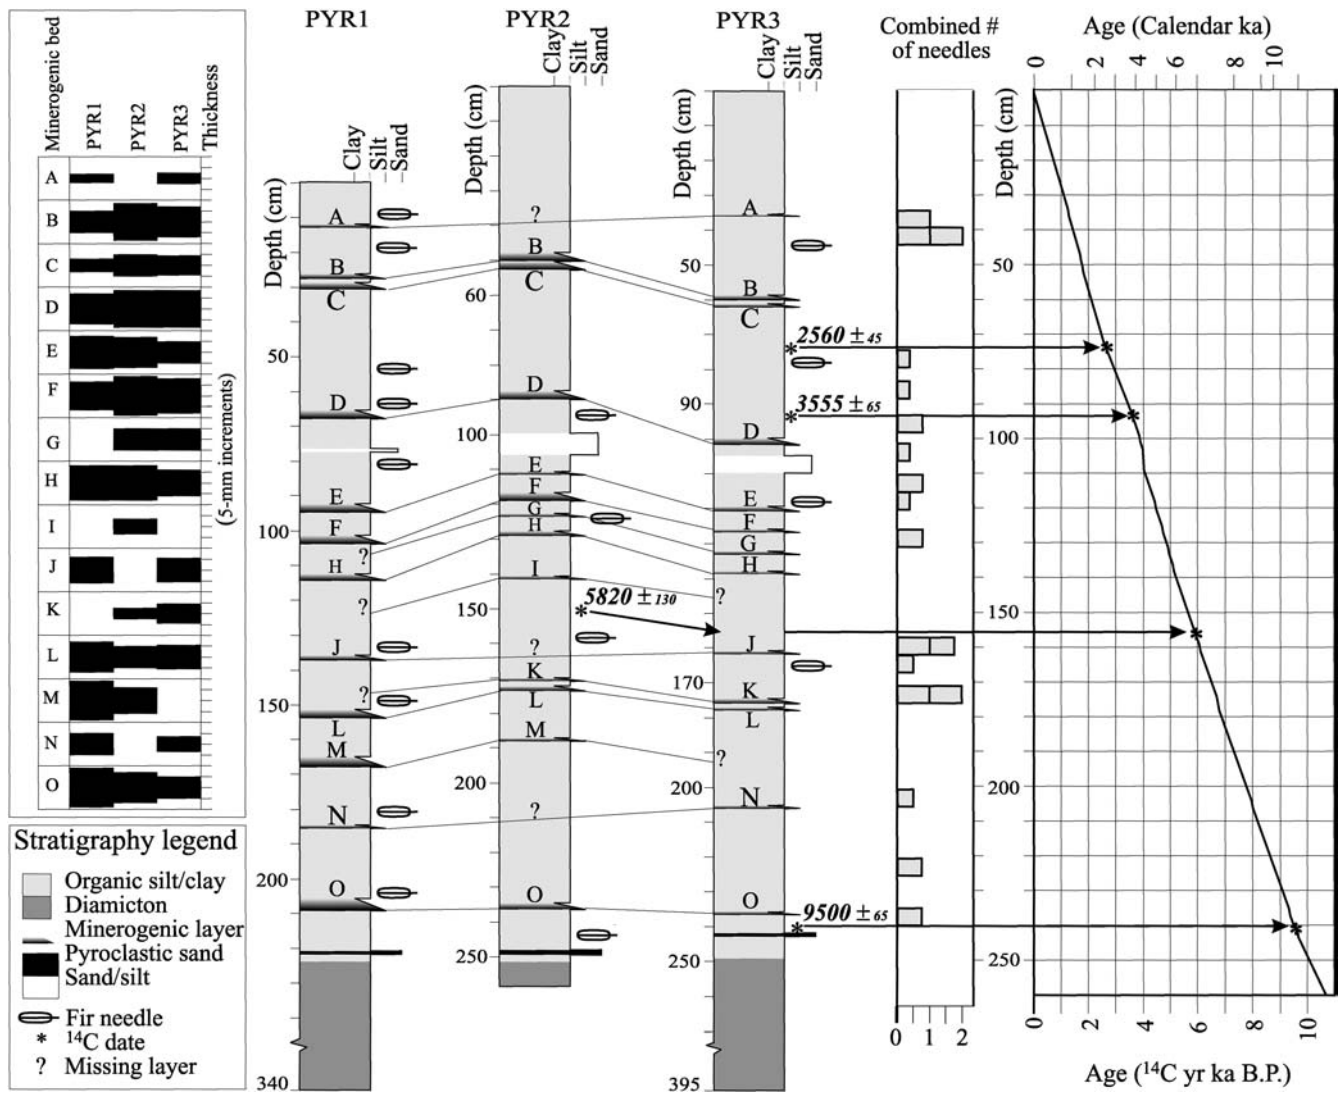 Minerogenic bed
PYR1
PYR2
PYR3
Thickness
A
B
C
D
E
F
G
H
I
J
K
L
M
N
O
(5-mm increments)
Stratigraphy legend
Organic silt/clay
Diamicton
Minerogenic layer
Pyroclastic sand
Sand/silt
Fir needle
* 14C date
? Missing layer
PYR1
Clay
Silt
Sand
Depth (cm)
A
B
C
50
D
E
100
F
?
H
?
J
?
150
L
M
N
200
O
340
PYR2
Clay
Silt
Sand
Depth (cm)
?
B
C
60
D
100
E
F
G
H
I
150
* 5820 ± 130
?
K
L
M
200
?
O
250
PYR3
Clay
Silt
Sand
Depth (cm)
A
50
B
C
* 2560 ± 45
90
* 3555 ± 65
D
E
F
G
H
?
J
170
K
L
?
200
N
O
* 9500 ± 65
250
395
Combined #
of needles
0 1 2
Age (Calendar ka)
0 2 4 6 8 10
Depth (cm)
50
*
*
100
150
*
200
*
250
0 2 4 6 8 10
Age (14C yr ka B.P.)